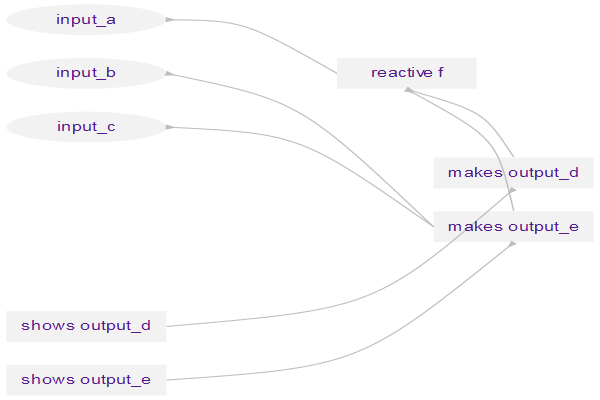 input_a
input_b
input_c
reactive f
makes output_d
makes output_e
shows output_d
shows output_e